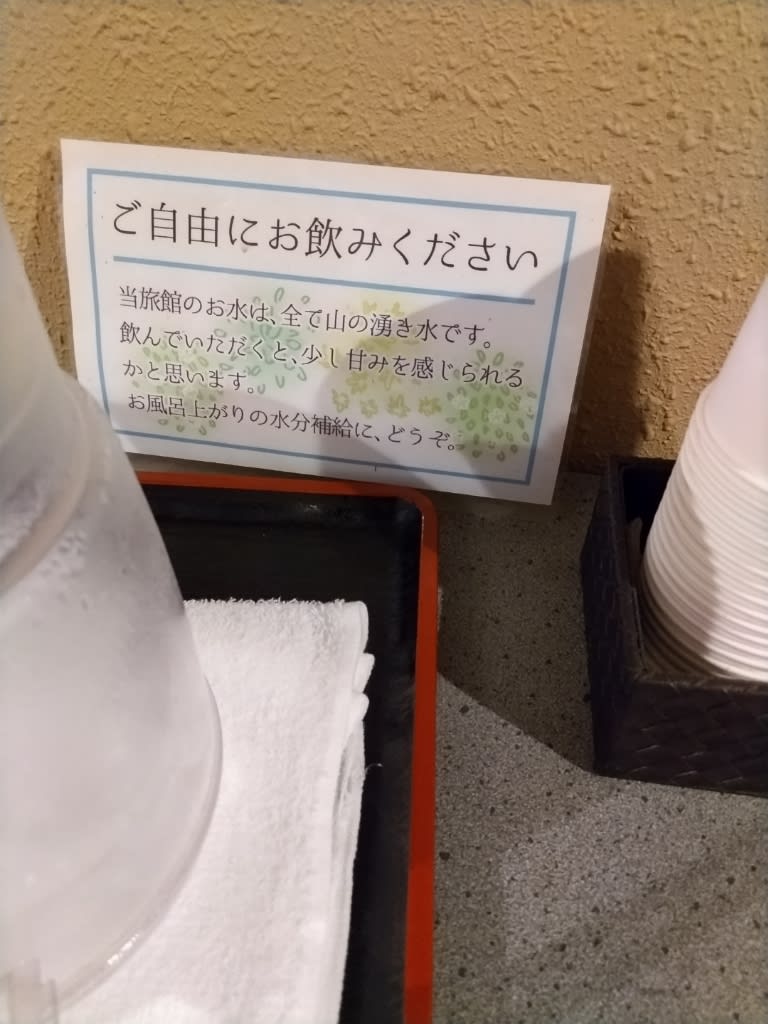 ご自由にお飲みください
当旅館のお水は、全て山の湧き水です。
飲んでいただくと、少し甘みを感じられる
かと思います。
お風呂上がりの水分補給に、どうぞ。